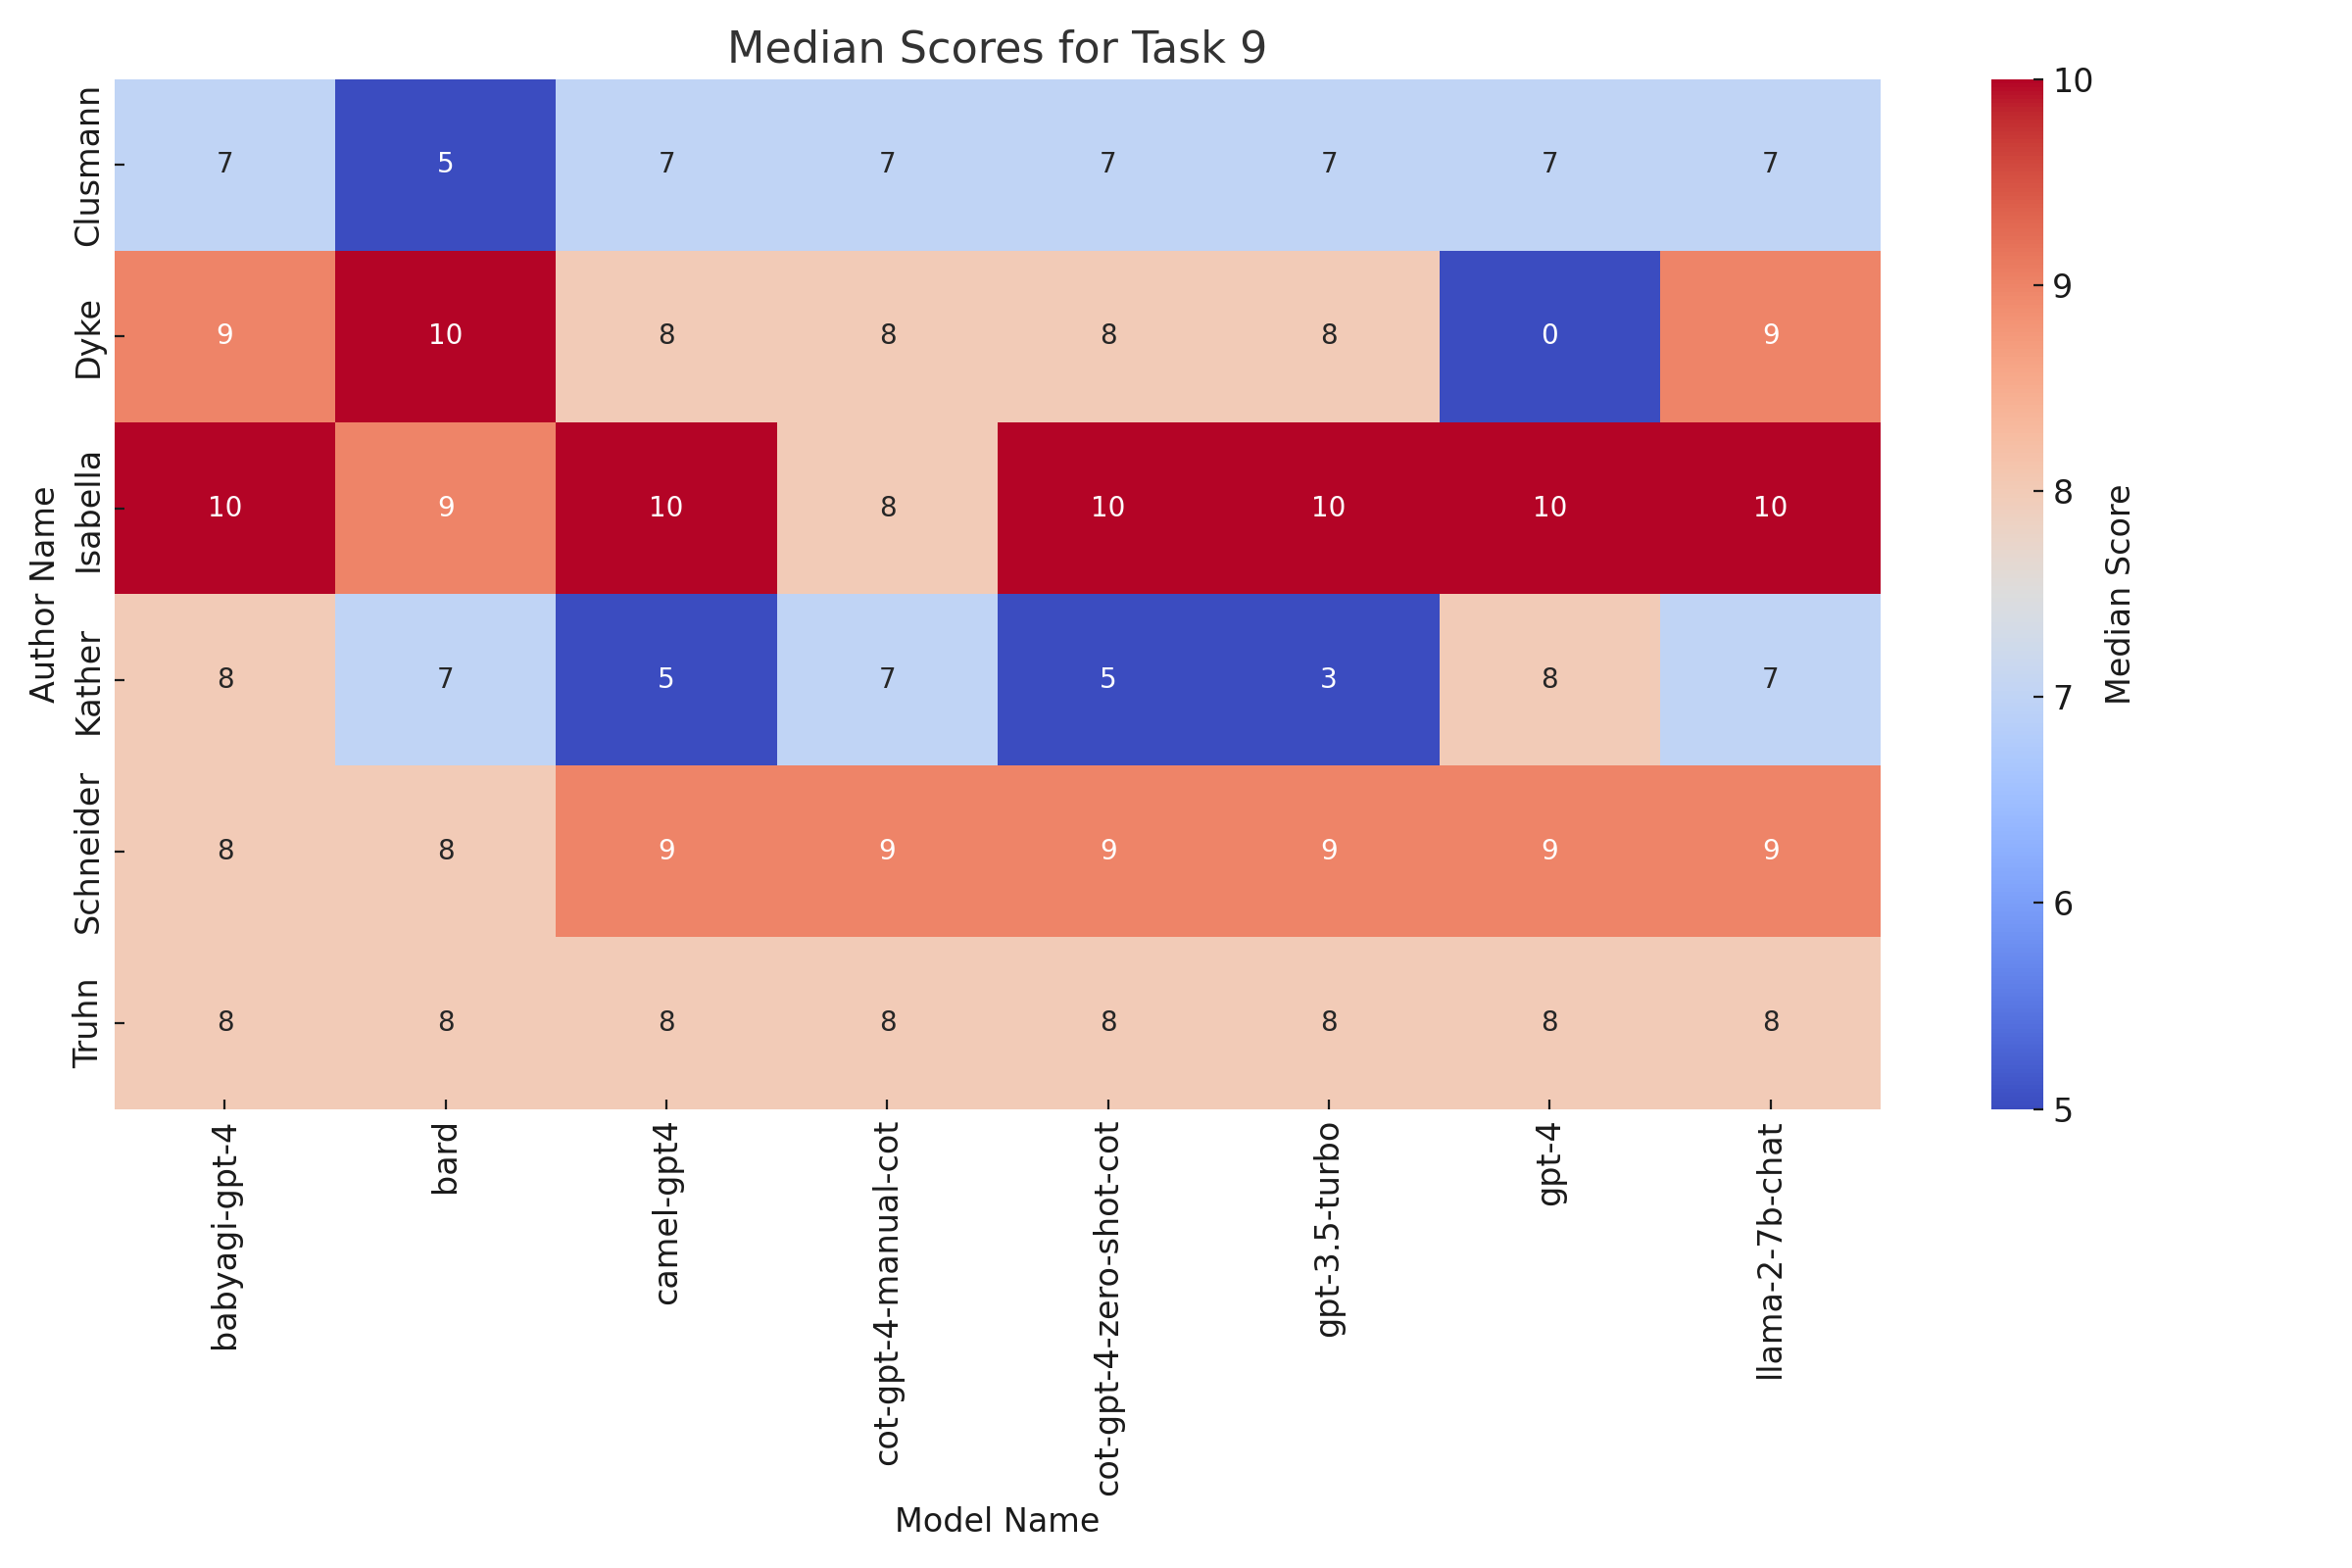 Median Scores for Task 9
Author Name
Clusmann
7 5 7 7 7 7 7 7
Dyke
9 10 8 8 8 8 0 9
Isabella
10 9 10 8 10 10 10 10
Kather
8 7 5 7 5 3 8 7
Schneider
8 8 9 9 9 9 9 9
Truhn
8 8 8 8 8 8 8 8
babyagi-gpt-4
bard
camel-gpt4
cot-gpt-4-manual-cot
cot-gpt-4-zero-shot-cot
gpt-3.5-turbo
gpt-4
llama-2-7b-chat
Model Name
10
9
8
7
6
5
Median Score